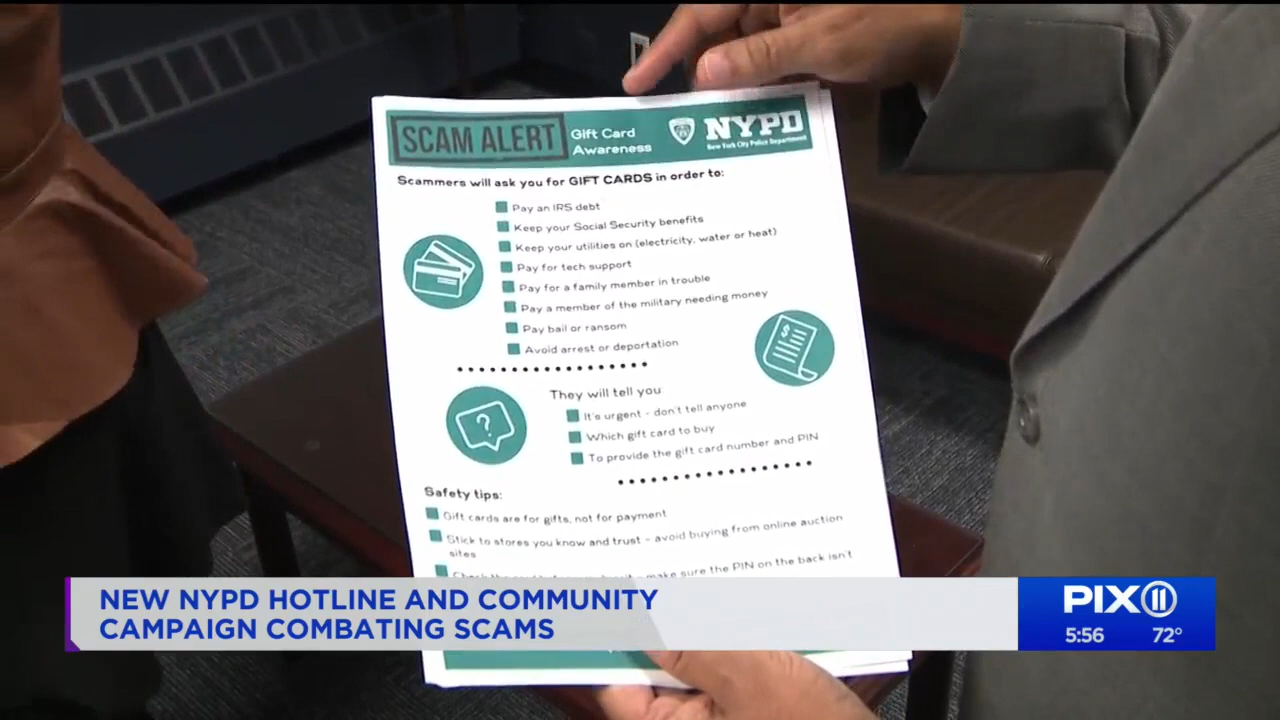 SCAM ALERT
Gift Card
Awareness
NYPD
New York City Police Department
Scammers will ask you for GIFT CARDS in order to:
Pay an IRS debt
Keep your Social Security benefits
Keep your utilities on (electricity, water or heat)
Pay for tech support
Pay for a family member in trouble
Pay a member of the military needing money
Pay bail or ransom
Avoid arrest or deportation
$
They will tell you:
?
It's urgent - don't tell anyone
Which gift card to buy
To provide the gift card number and PIN
Safety tips:
Gift cards are for gifts, not for payment
Stick to stores you know and trust - avoid buying from online auction
sites
make sure the PIN on the back isn't
NEW NYPD HOTLINE AND COMMUNITY
CAMPAIGN COMBATING SCAMS
PIX 11
5:56 72°